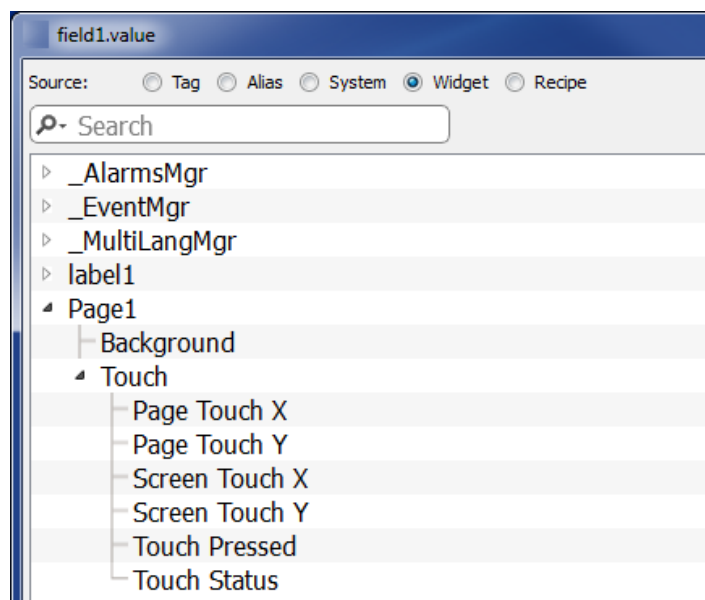 field1.value
Source: Tag Alias System Widget Recipe
Search
_AlarmsMgr
_EventMgr
_MultiLangMgr
label1
Page1
Background
Touch
Page Touch X
Page Touch Y
Screen Touch X
Screen Touch Y
Touch Pressed
Touch Status